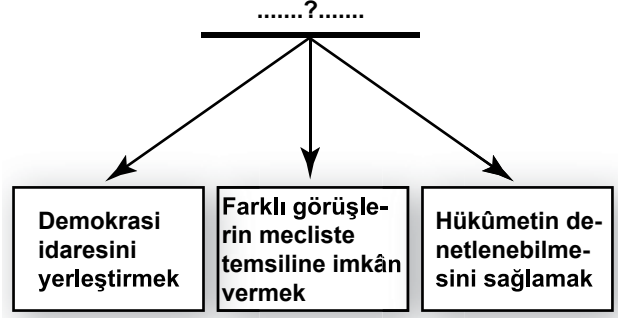 .......?.......
Demokrasi
idaresini
yerleştirmek
Farklı görüşle-
rin mecliste
temsiline imkân
vermek
Hükûmetin de-
netlenebilme-
sini sağlamak